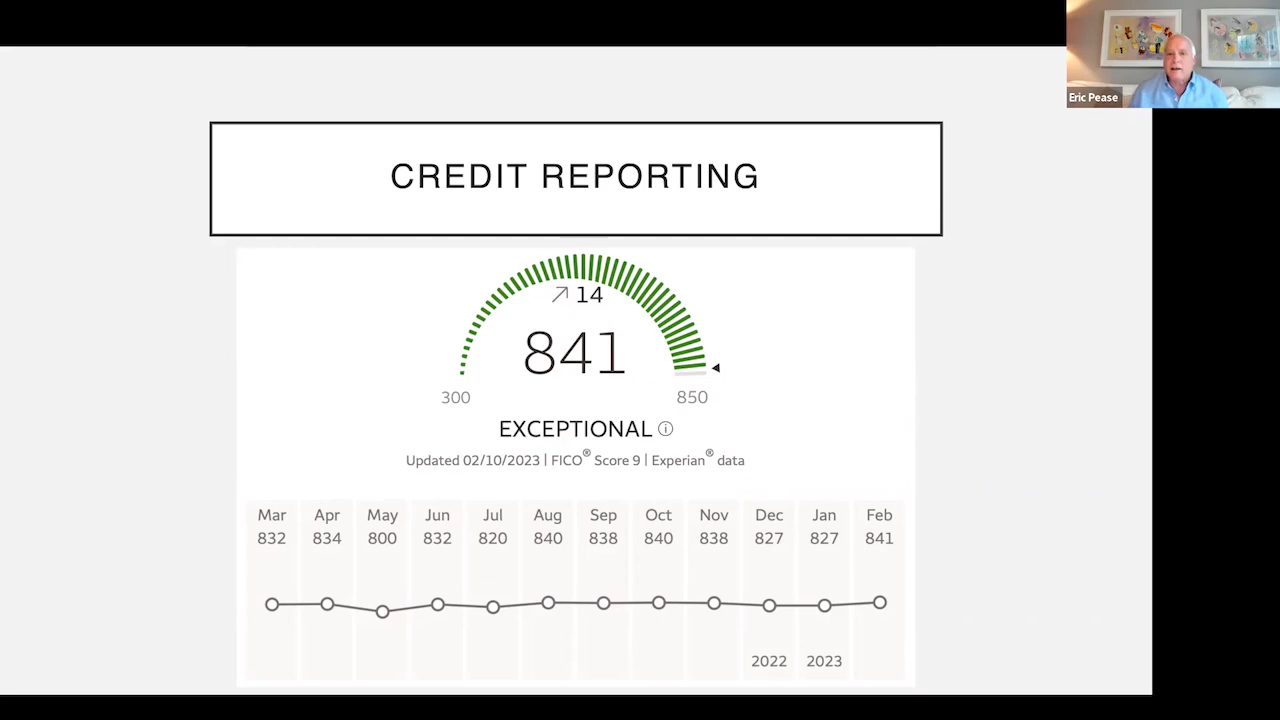 Eric Pease
CREDIT REPORTING
14
841
300 850
EXCEPTIONAL
Updated 02/10/2023 | FICO® Score 9 | Experian® data
Mar Apr May Jun Jul Aug Sep Oct Nov Dec Jan Feb
832 834 800 832 820 840 838 840 838 827 827 841
2022 2023